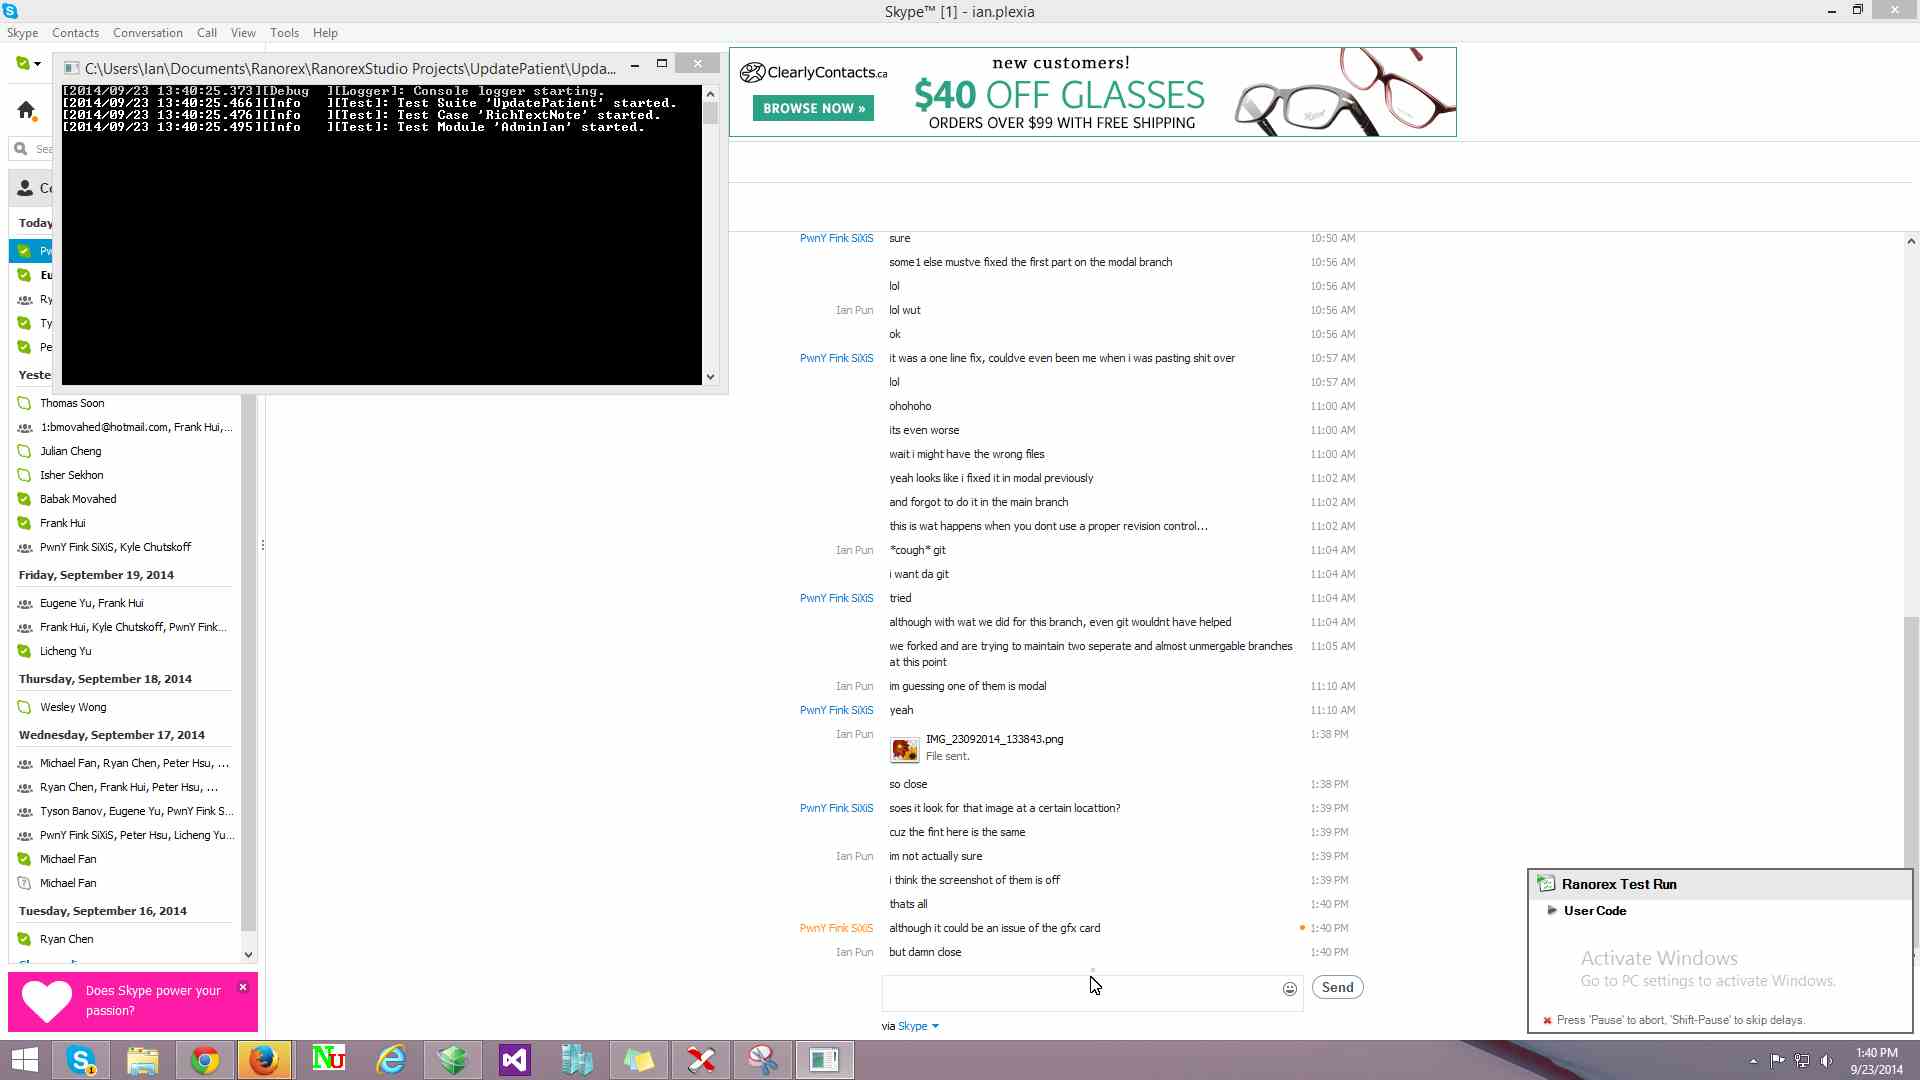 Skype™ [1] - ian.plexia
Skype Contacts Conversation Call View Tools Help
C:\Users\Ian\Documents\Ranorex\RanorexStudio Projects\UpdatePatient\Upda...
[2014/09/23 13:40:25.373][Debug ][Logger]: Console logger starting.
[2014/09/23 13:40:25.466][Info ][Test]: Test Suite 'UpdatePatient' started.
[2014/09/23 13:40:25.476][Info ][Test]: Test Case 'RichTextNote' started.
[2014/09/23 13:40:25.495][Info ][Test]: Test Module 'AdminIan' started.
ClearlyContacts.ca
BROWSE NOW »
new customers!
$40 OFF GLASSES
ORDERS OVER $99 WITH FREE SHIPPING
Sea
Co
Today
Pw
Eu
Ry
Ty
Pe
Yeste
Thomas Soon
1:bmovahed@hotmail.com, Frank Hui,...
Julian Cheng
Isher Sekhon
Babak Movahed
Frank Hui
PwnY Fink SiXiS, Kyle Chutskoff
Friday, September 19, 2014
Eugene Yu, Frank Hui
Frank Hui, Kyle Chutskoff, PwnY Fink...
Licheng Yu
Thursday, September 18, 2014
Wesley Wong
Wednesday, September 17, 2014
Michael Fan, Ryan Chen, Peter Hsu, ...
Ryan Chen, Frank Hui, Peter Hsu, ...
Tyson Banov, Eugene Yu, PwnY Fink S...
PwnY Fink SiXiS, Peter Hsu, Licheng Yu...
Michael Fan
Michael Fan
Tuesday, September 16, 2014
Ryan Chen
Does Skype power your
passion?
PwnY Fink SiXiS sure 10:50 AM
some1 else mustve fixed the first part on the modal branch 10:56 AM
lol 10:56 AM
Ian Pun lol wut 10:56 AM
ok 10:56 AM
PwnY Fink SiXiS it was a one line fix, couldve even been me when i was pasting shit over 10:57 AM
lol 10:57 AM
ohohoho 11:00 AM
its even worse 11:00 AM
wait i might have the wrong files 11:00 AM
yeah looks like i fixed it in modal previously 11:02 AM
and forgot to do it in the main branch 11:02 AM
this is wat happens when you dont use a proper revision control... 11:02 AM
Ian Pun *cough* git 11:04 AM
i want da git 11:04 AM
PwnY Fink SiXiS tried 11:04 AM
although with wat we did for this branch, even git wouldnt have helped 11:04 AM
we forked and are trying to maintain two seperate and almost unmergable branches 11:05 AM
at this point
Ian Pun im guessing one of them is modal 11:10 AM
PwnY Fink SiXiS yeah 11:10 AM
Ian Pun IMG_23092014_133843.png 1:38 PM
File sent.
so close 1:38 PM
PwnY Fink SiXiS soes it look for that image at a certain locattion? 1:39 PM
cuz the fint here is the same 1:39 PM
Ian Pun im not actually sure 1:39 PM
i think the screenshot of them is off 1:39 PM
thats all 1:40 PM
PwnY Fink SiXiS although it could be an issue of the gfx card 1:40 PM
Ian Pun but damn close 1:40 PM
Send
via Skype
Ranorex Test Run
User Code
Activate Windows
Go to PC settings to activate Windows.
Press 'Pause' to abort, 'Shift-Pause' to skip delays.
1
Nu
1:40 PM
9/23/2014